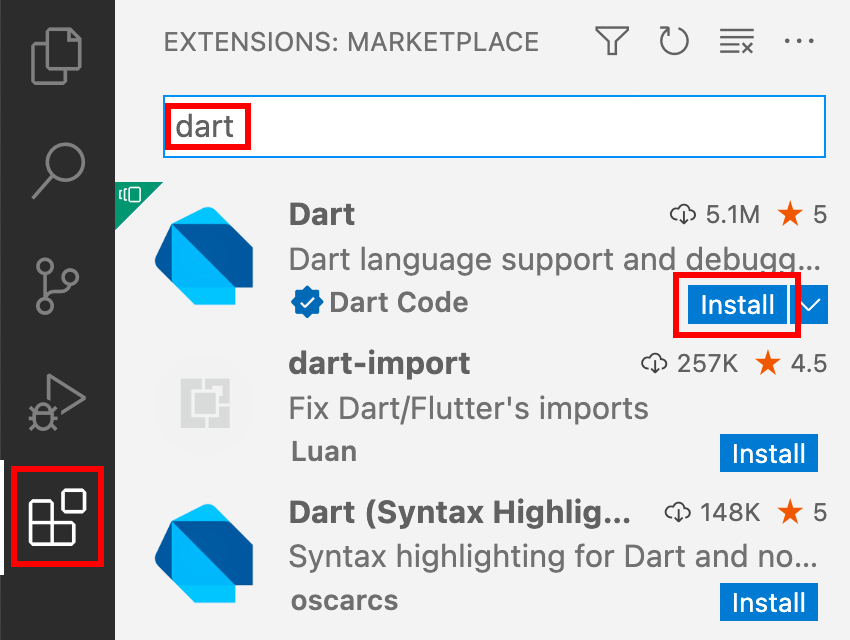 EXTENSIONS: MARKETPLACE
dart
Dart 5.1M 5
Dart language support and debugg...
Dart Code Install
dart-import 257K 4.5
Fix Dart/Flutter's imports
Luan Install
Dart (Syntax Highlig... 148K 5
Syntax highlighting for Dart and no...
oscarcs Install